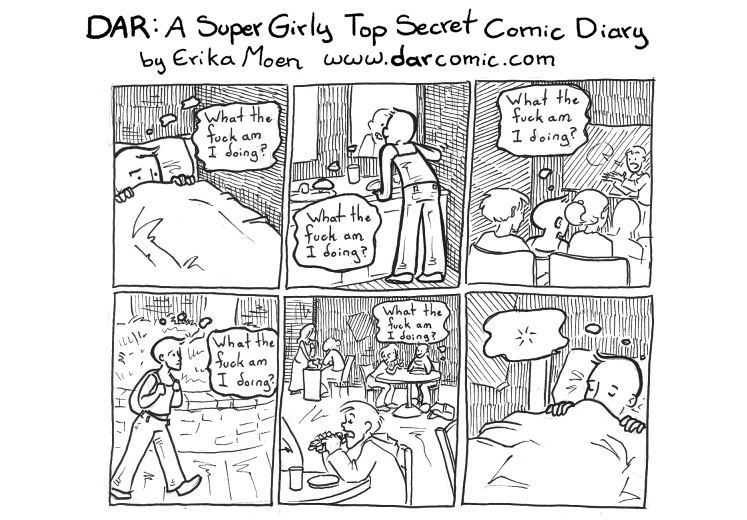 DAR: A Super Girly Top Secret Comic Diary
by Erika Moen www.darcomic.com
What the
fuck am
I doing?
What the
fuck am
I doing?
What the
fuck am
I doing?
What the
fuck am
I doing?
What the
fuck am
I doing?